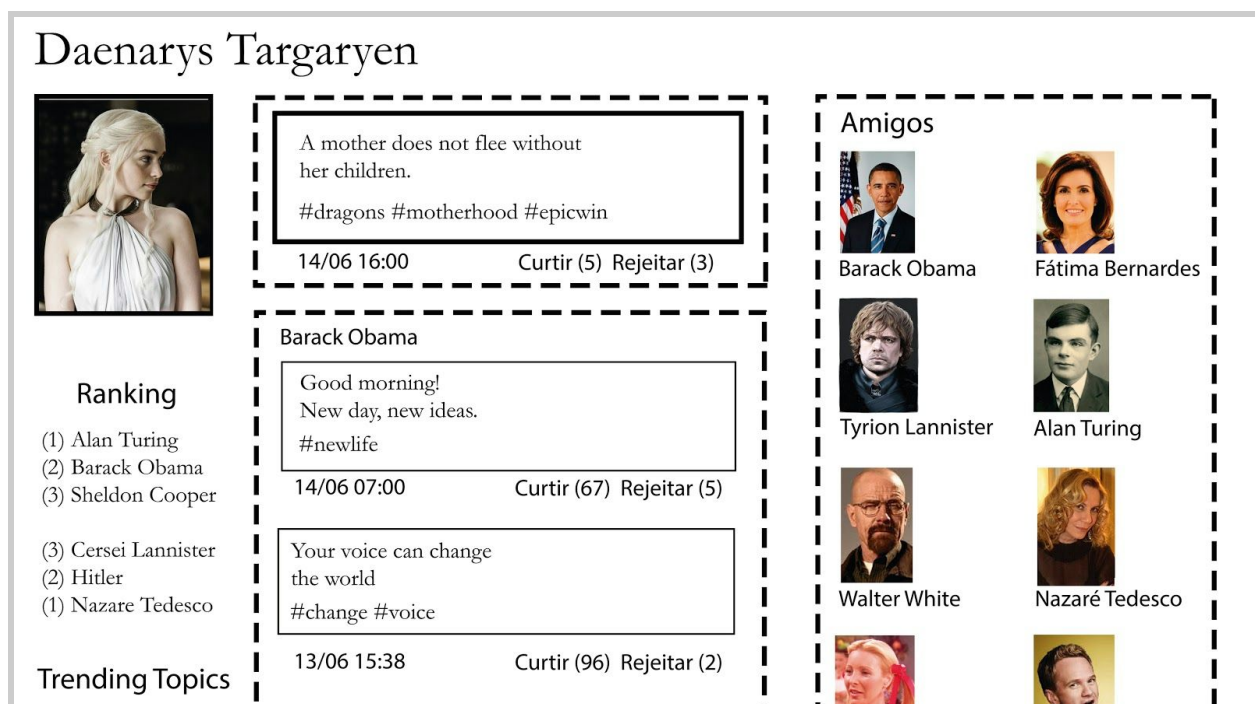 Daenarys Targaryen
A mother does not flee without
her children.
#dragons #motherhood #epicwin
14/06 16:00 Curtir (5) Rejeitar (3)
Barack Obama
Good morning!
New day, new ideas.
#newlife
14/06 07:00 Curtir (67) Rejeitar (5)
Your voice can change
the world
#change #voice
13/06 15:38 Curtir (96) Rejeitar (2)
Ranking
(1) Alan Turing
(2) Barack Obama
(3) Sheldon Cooper
(3) Cersei Lannister
(2) Hitler
(1) Nazare Tedesco
Trending Topics
Amigos
Barack Obama Fátima Bernardes
Tyrion Lannister Alan Turing
Walter White Nazaré Tedesco